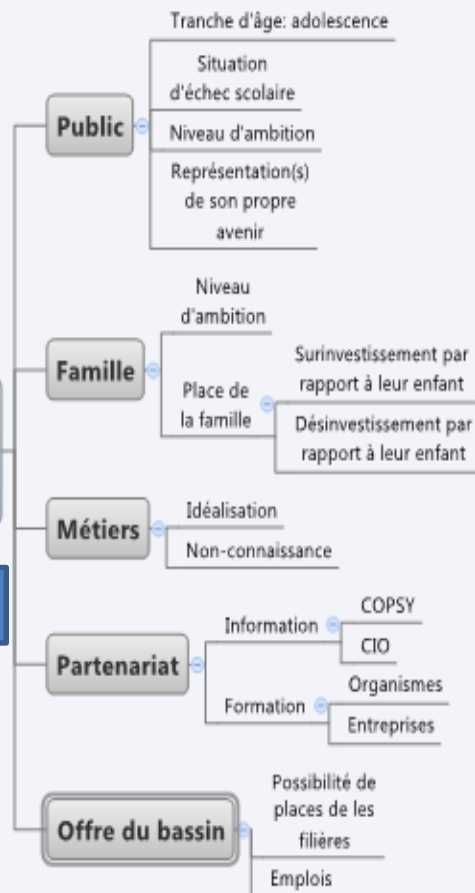 Public
Tranche d'âge: adolescence
Situation
d'échec scolaire
Niveau d'ambition
Représentation(s)
de son propre
avenir
Famille
Niveau
d'ambition
Place de
la famille
Surinvestissement par
rapport à leur enfant
Désinvestissement par
rapport à leur enfant
Métiers
Idéalisation
Non-connaissance
Partenariat
Information
COPSY
CIO
Formation
Organismes
Entreprises
Offre du bassin
Possibilité de
places de les
filières
Emplois